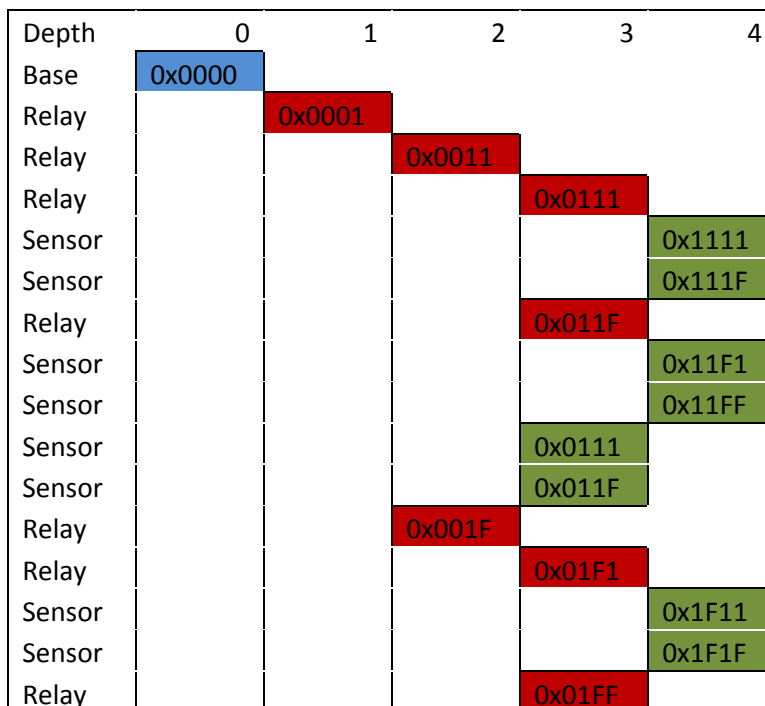 Depth 0 1 2 3 4
Base 0x0000
Relay 0x0001
Relay 0x0011
Relay 0x0111
Sensor 0x1111
Sensor 0x111F
Relay 0x011F
Sensor 0x11F1
Sensor 0x11FF
Sensor 0x0111
Sensor 0x011F
Relay 0x001F
Relay 0x01F1
Sensor 0x1F11
Sensor 0x1F1F
Relay 0x01FF